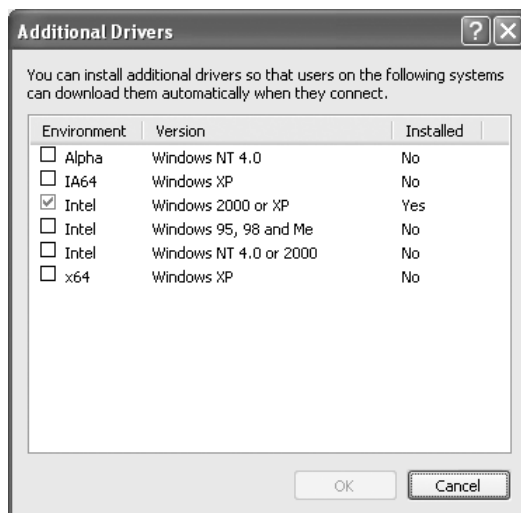 Additional Drivers
You can install additional drivers so that users on the following systems
can download them automatically when they connect.
Environment Version Installed
Alpha Windows NT 4.0 No
IA64 Windows XP No
Intel Windows 2000 or XP Yes
Intel Windows 95, 98 and Me No
Intel Windows NT 4.0 or 2000 No
x64 Windows XP No
OK Cancel